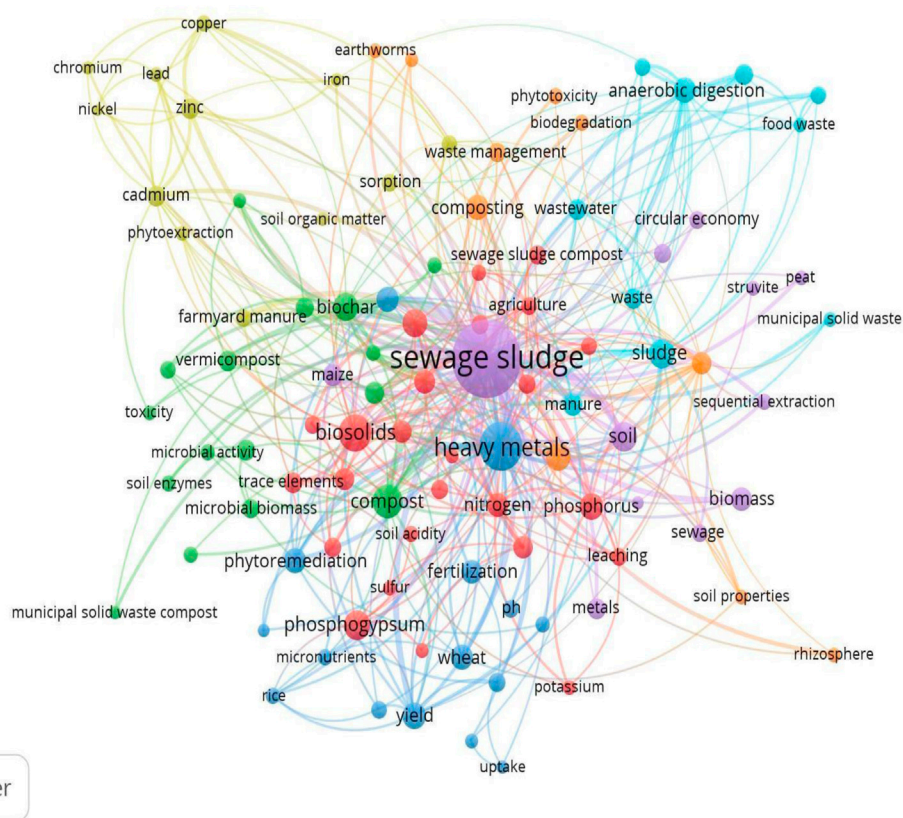 copper
earthworms
chromium
lead
iron
anaerobic digestion
nickel
zinc
phytotoxicity
biodegradation
food waste
waste management
sorption
cadmium
composting
wastewater
circular economy
soil organic matter
phytoextraction
sewage sludge compost
struvite
peat
waste
agriculture
biochar
farmyard manure
municipal solid waste
sewage sludge
sludge
vermicompost
maize
manure
sequential extraction
toxicity
biosolids
heavy metals
soil
microbial activity
trace elements
soil enzymes
compost
nitrogen
phosphorus
biomass
microbial biomass
soil acidity
sewage
leaching
phytoremediation
fertilization
sulfur
soil properties
municipal solid waste compost
ph
metals
phosphogypsum
micronutrients
wheat
rhizosphere
rice
potassium
yield
uptake
er